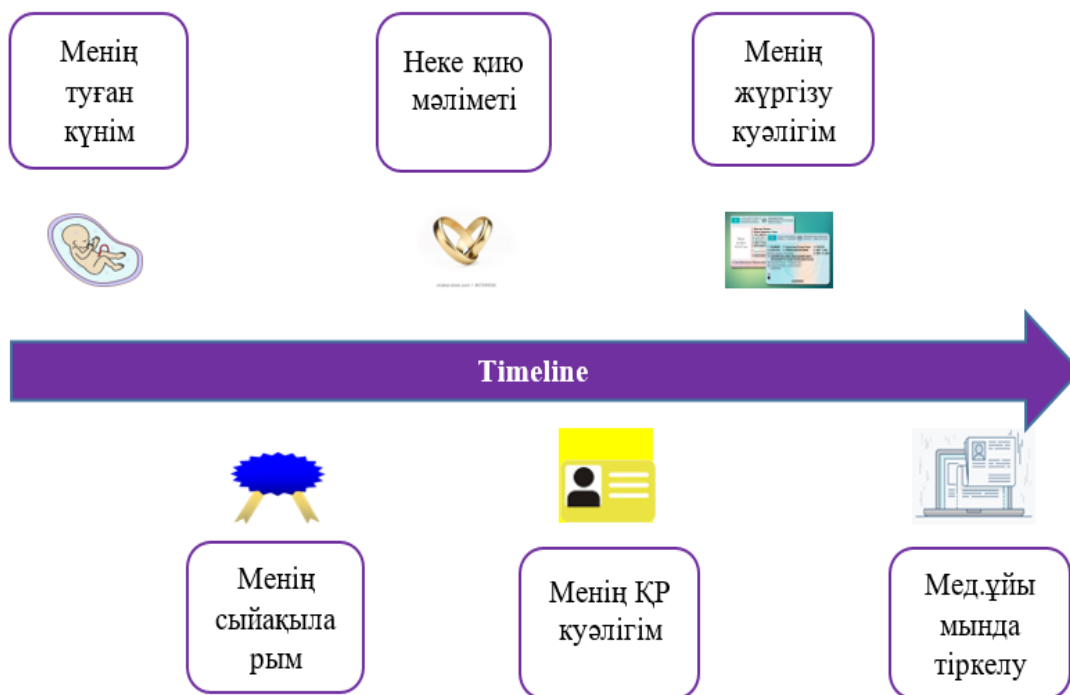 Менің
туған
күнім
Неке қию
мәліметі
Менің
жүргізу
куәлігім
Timeline
Менің
сыйақыла
рым
Менің ҚР
куәлігім
Мед.ұйы
мында
тіркелу